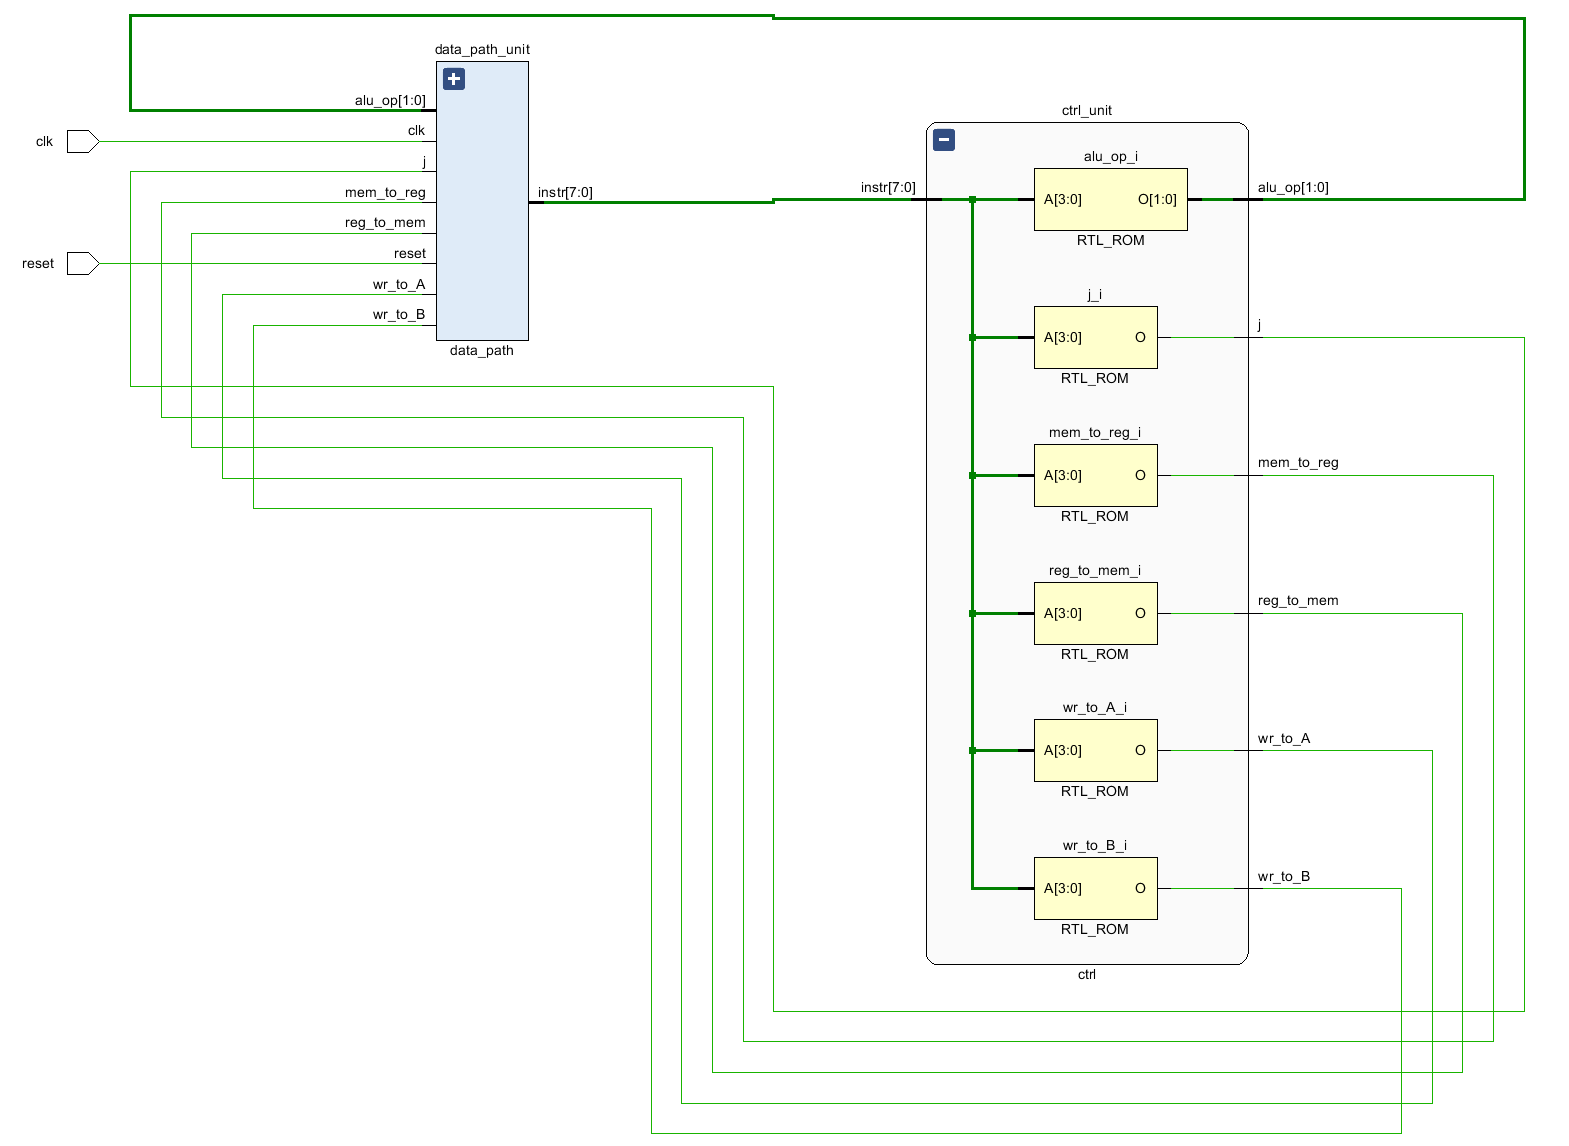 data_path_unit
alu_op[1:0]
clk
clk
j
mem_to_reg
reg_to_mem
reset
reset
wr_to_A
wr_to_B
instr[7:0]
data_path
ctrl_unit
instr[7:0]
alu_op_i
A[3:0] O[1:0]
RTL_ROM
alu_op[1:0]
j_i
A[3:0] O
RTL_ROM
j
mem_to_reg_i
A[3:0] O
RTL_ROM
mem_to_reg
reg_to_mem_i
A[3:0] O
RTL_ROM
reg_to_mem
wr_to_A_i
A[3:0] O
RTL_ROM
wr_to_A
wr_to_B_i
A[3:0] O
RTL_ROM
wr_to_B
ctrl